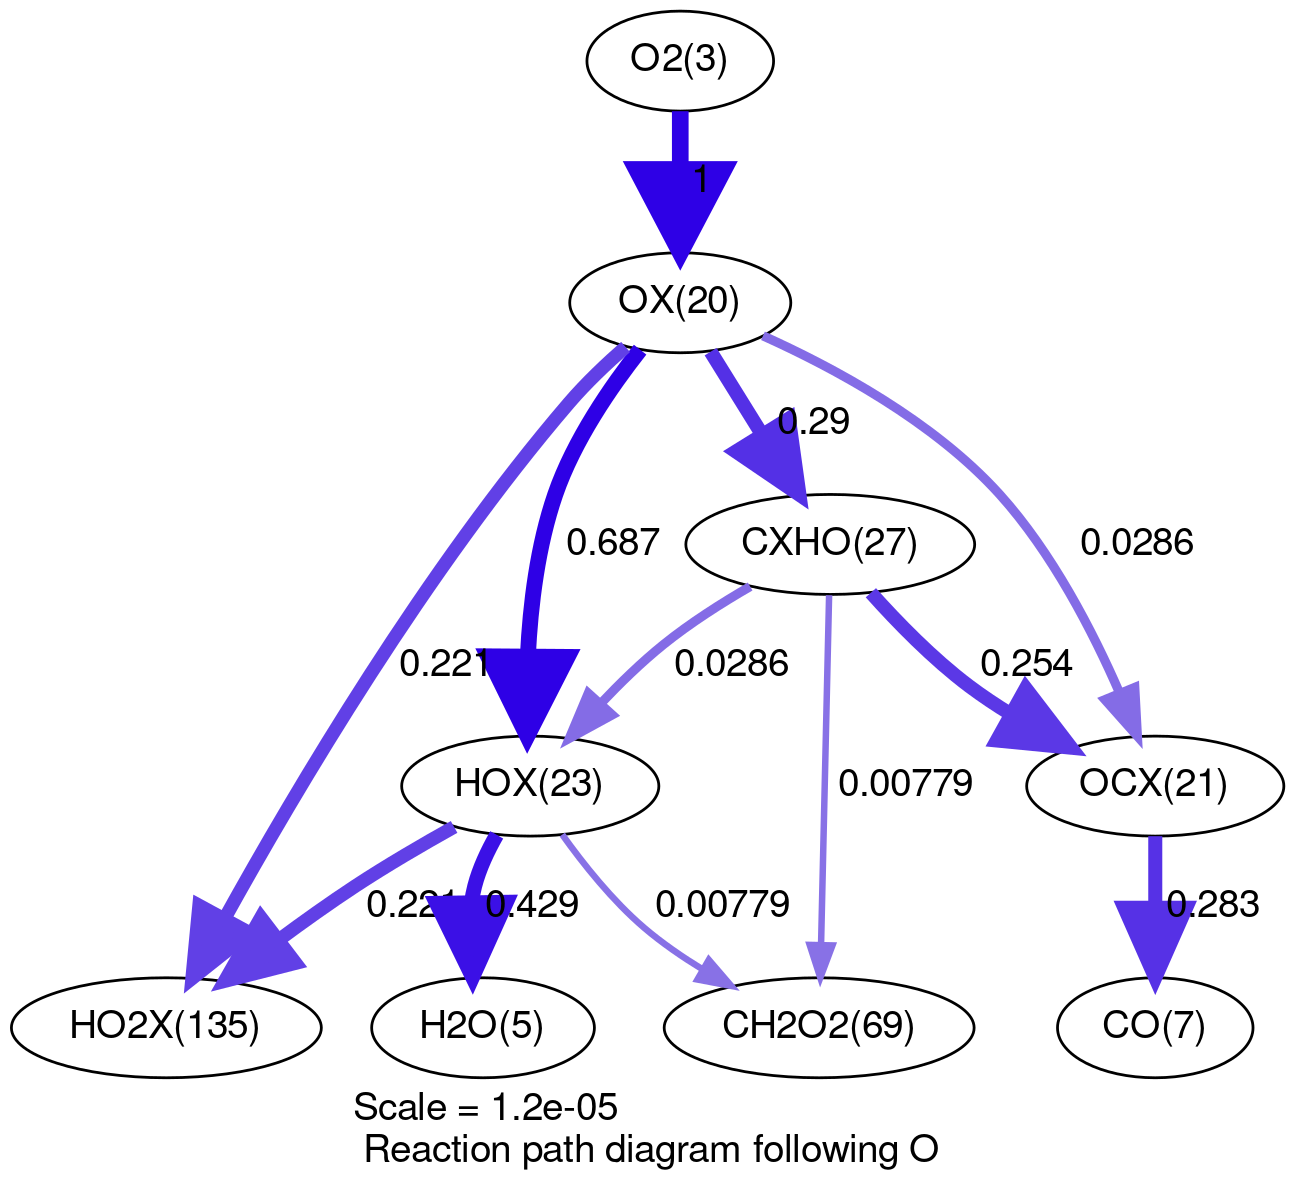 O2(3)
1
OX(20)
0.29
0.687
CXHO(27)
0.0286
0.221
0.0286
0.254
HOX(23)
0.00779
OCX(21)
0.221
0.429
0.00779
0.283
HO2X(135)
H2O(5)
CH2O2(69)
CO(7)
Scale = 1.2e-05
Reaction path diagram following O